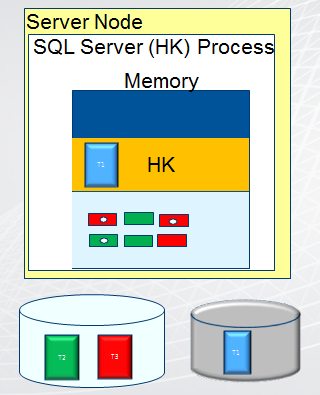 Server Node
SQL Server (HK) Process
Memory
T1
HK
T2
T3
T1